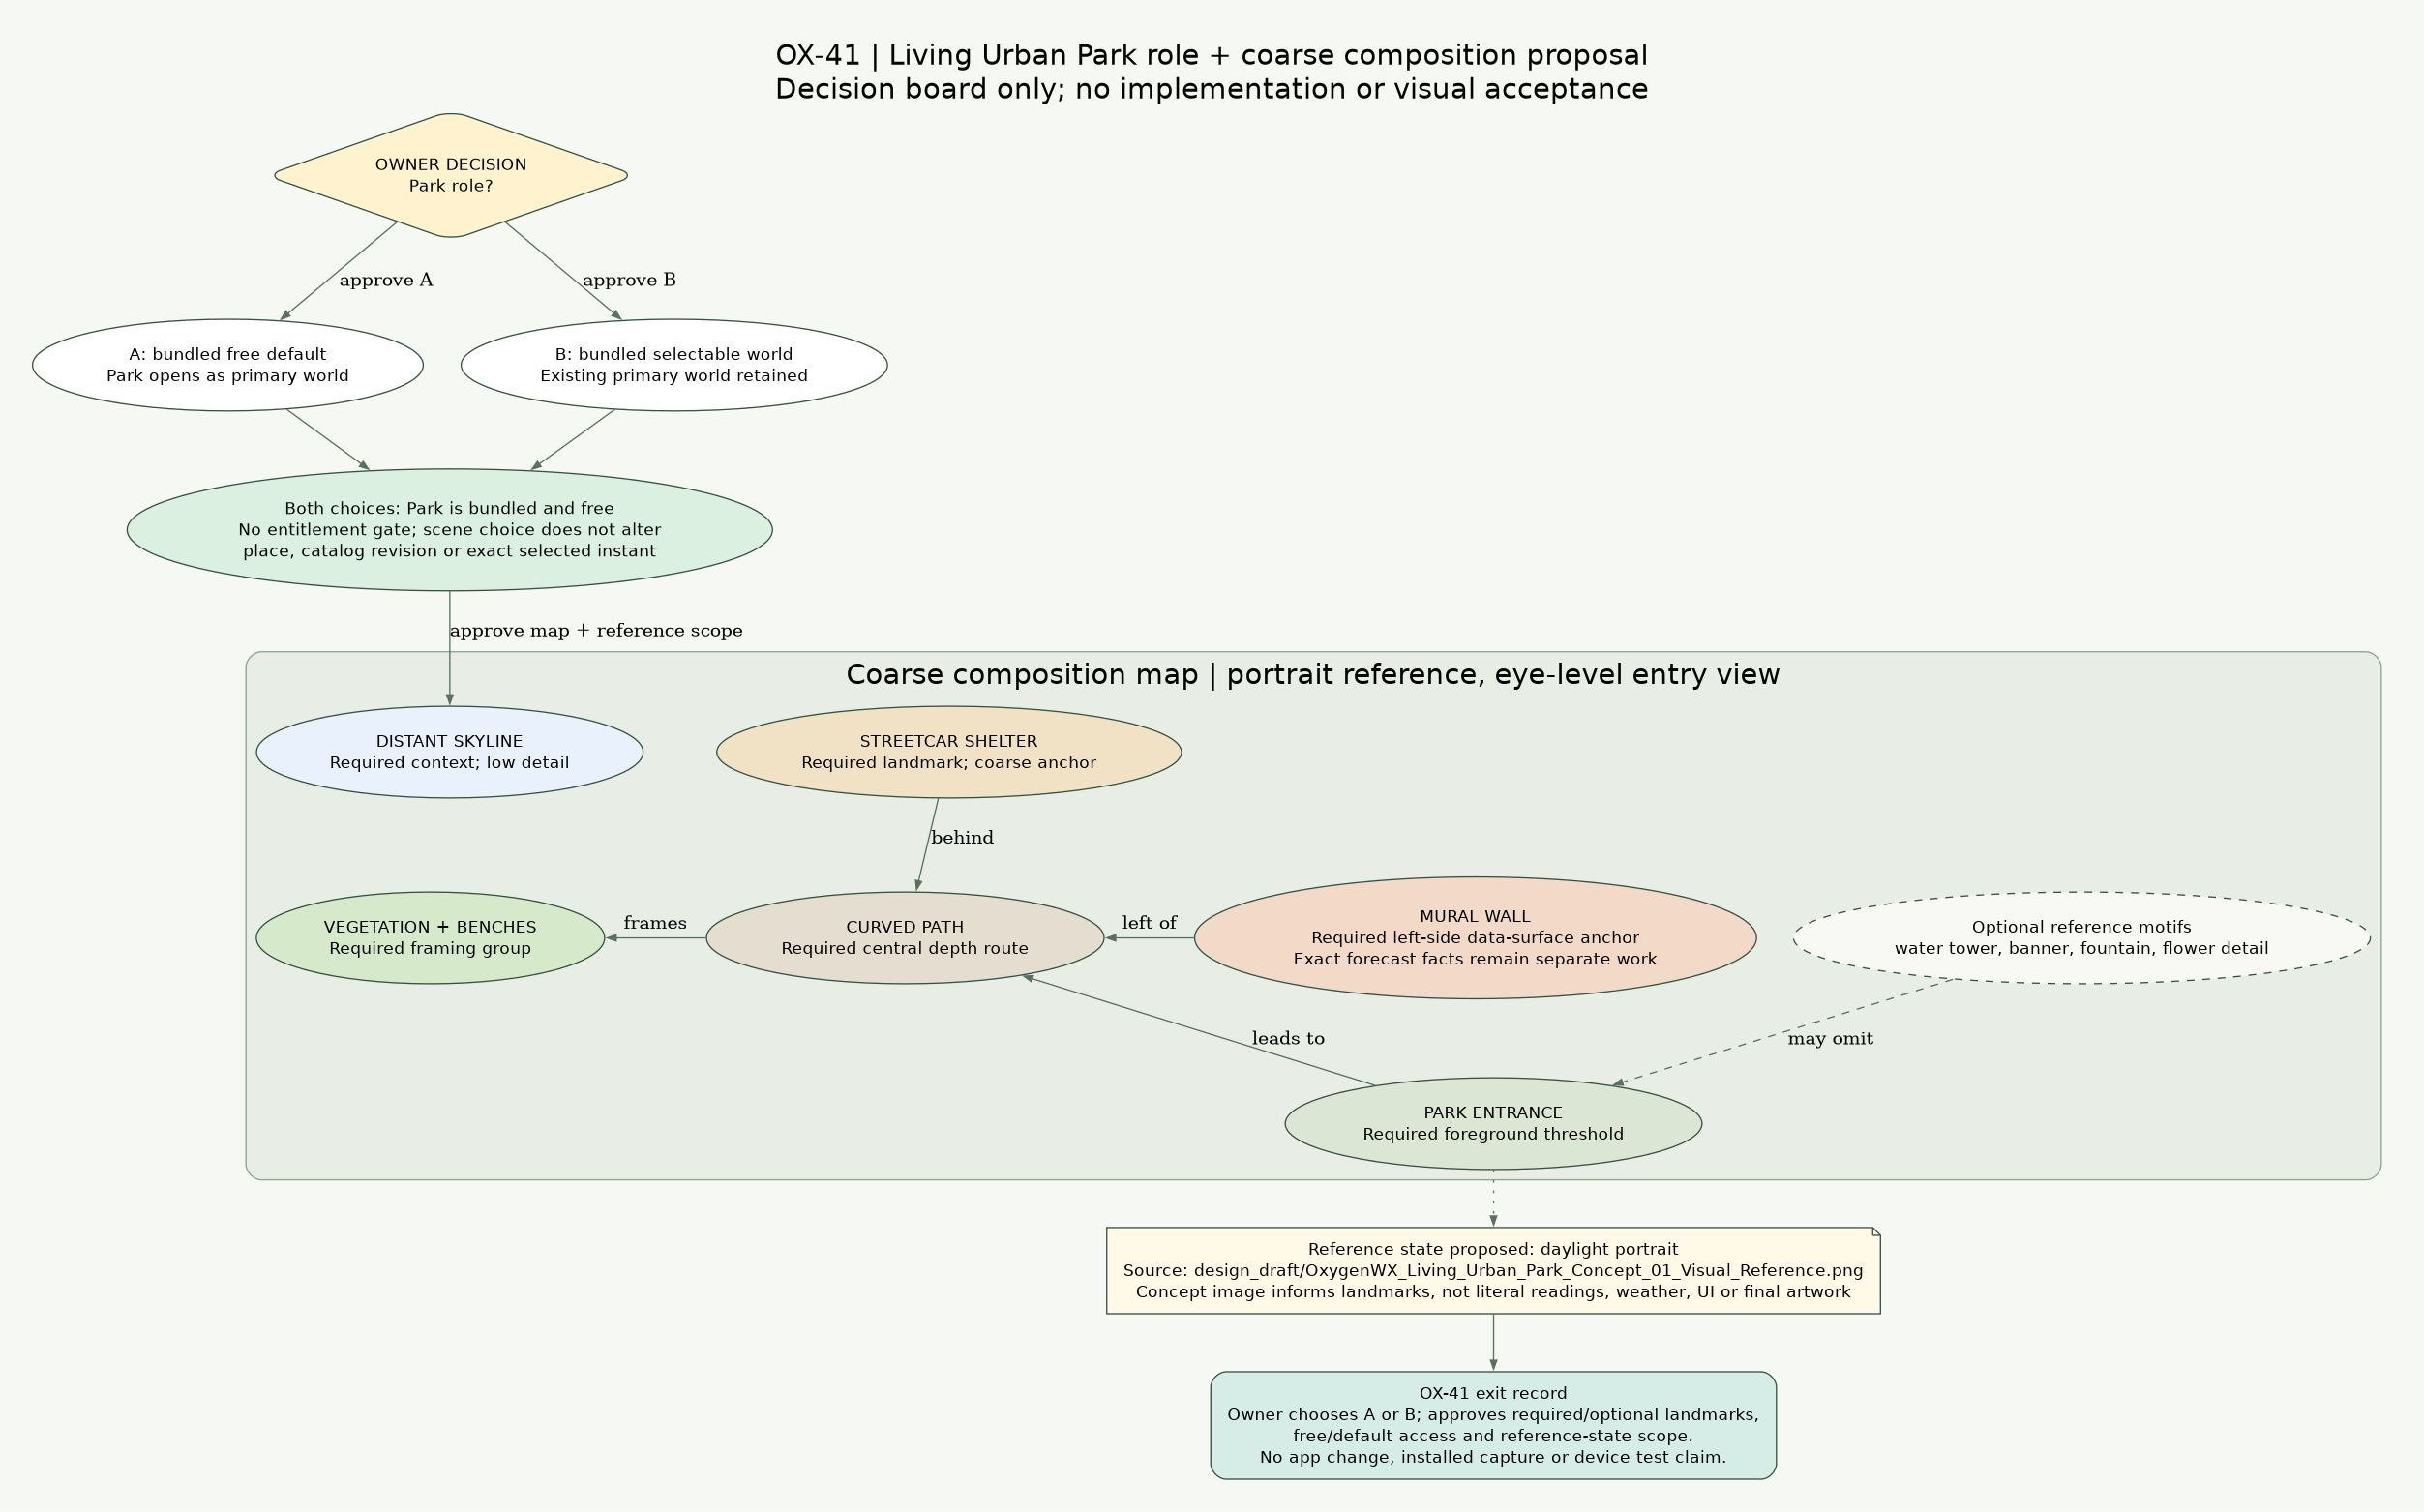 OX-41 | Living Urban Park role + coarse composition proposal
Decision board only; no implementation or visual acceptance
OWNER DECISION
Park role?
approve A
approve B
A: bundled free default
Park opens as primary world
B: bundled selectable world
Existing primary world retained
Both choices: Park is bundled and free
No entitlement gate; scene choice does not alter
place, catalog revision or exact selected instant
approve map + reference scope
Coarse composition map | portrait reference, eye-level entry view
DISTANT SKYLINE
Required context; low detail
STREETCAR SHELTER
Required landmark; coarse anchor
behind
VEGETATION + BENCHES
Required framing group
frames
CURVED PATH
Required central depth route
left of
MURAL WALL
Required left-side data-surface anchor
Exact forecast facts remain separate work
Optional reference motifs
water tower, banner, fountain, flower detail
leads to
may omit
PARK ENTRANCE
Required foreground threshold
Reference state proposed: daylight portrait
Source: design_draft/OxygenWX_Living_Urban_Park_Concept_01_Visual_Reference.png
Concept image informs landmarks, not literal readings, weather, UI or final artwork
OX-41 exit record
Owner chooses A or B; approves required/optional landmarks,
free/default access and reference-state scope.
No app change, installed capture or device test claim.